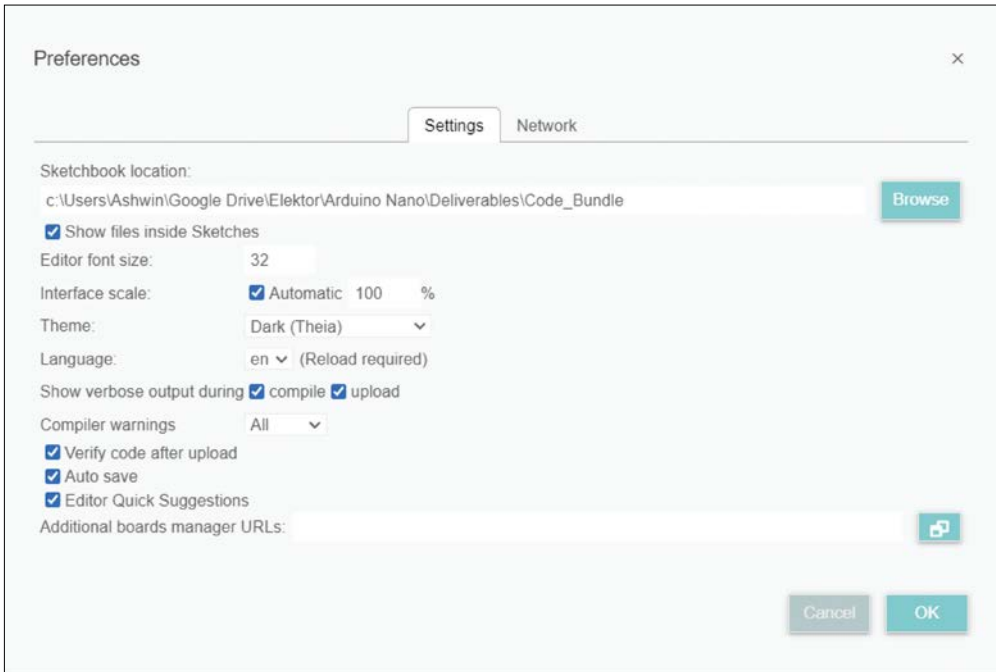 Preferences ×
Settings Network
Sketchbook location:
c:\Users\Ashwin\Google Drive\Elektor\Arduino Nano\Deliverables\Code_Bundle Browse
Show files inside Sketches
Editor font size: 32
Interface scale: Automatic 100 %
Theme: Dark (Theia)
Language: en (Reload required)
Show verbose output during compile upload
Compiler warnings All
Verify code after upload
Auto save
Editor Quick Suggestions
Additional boards manager URLs:
Cancel OK